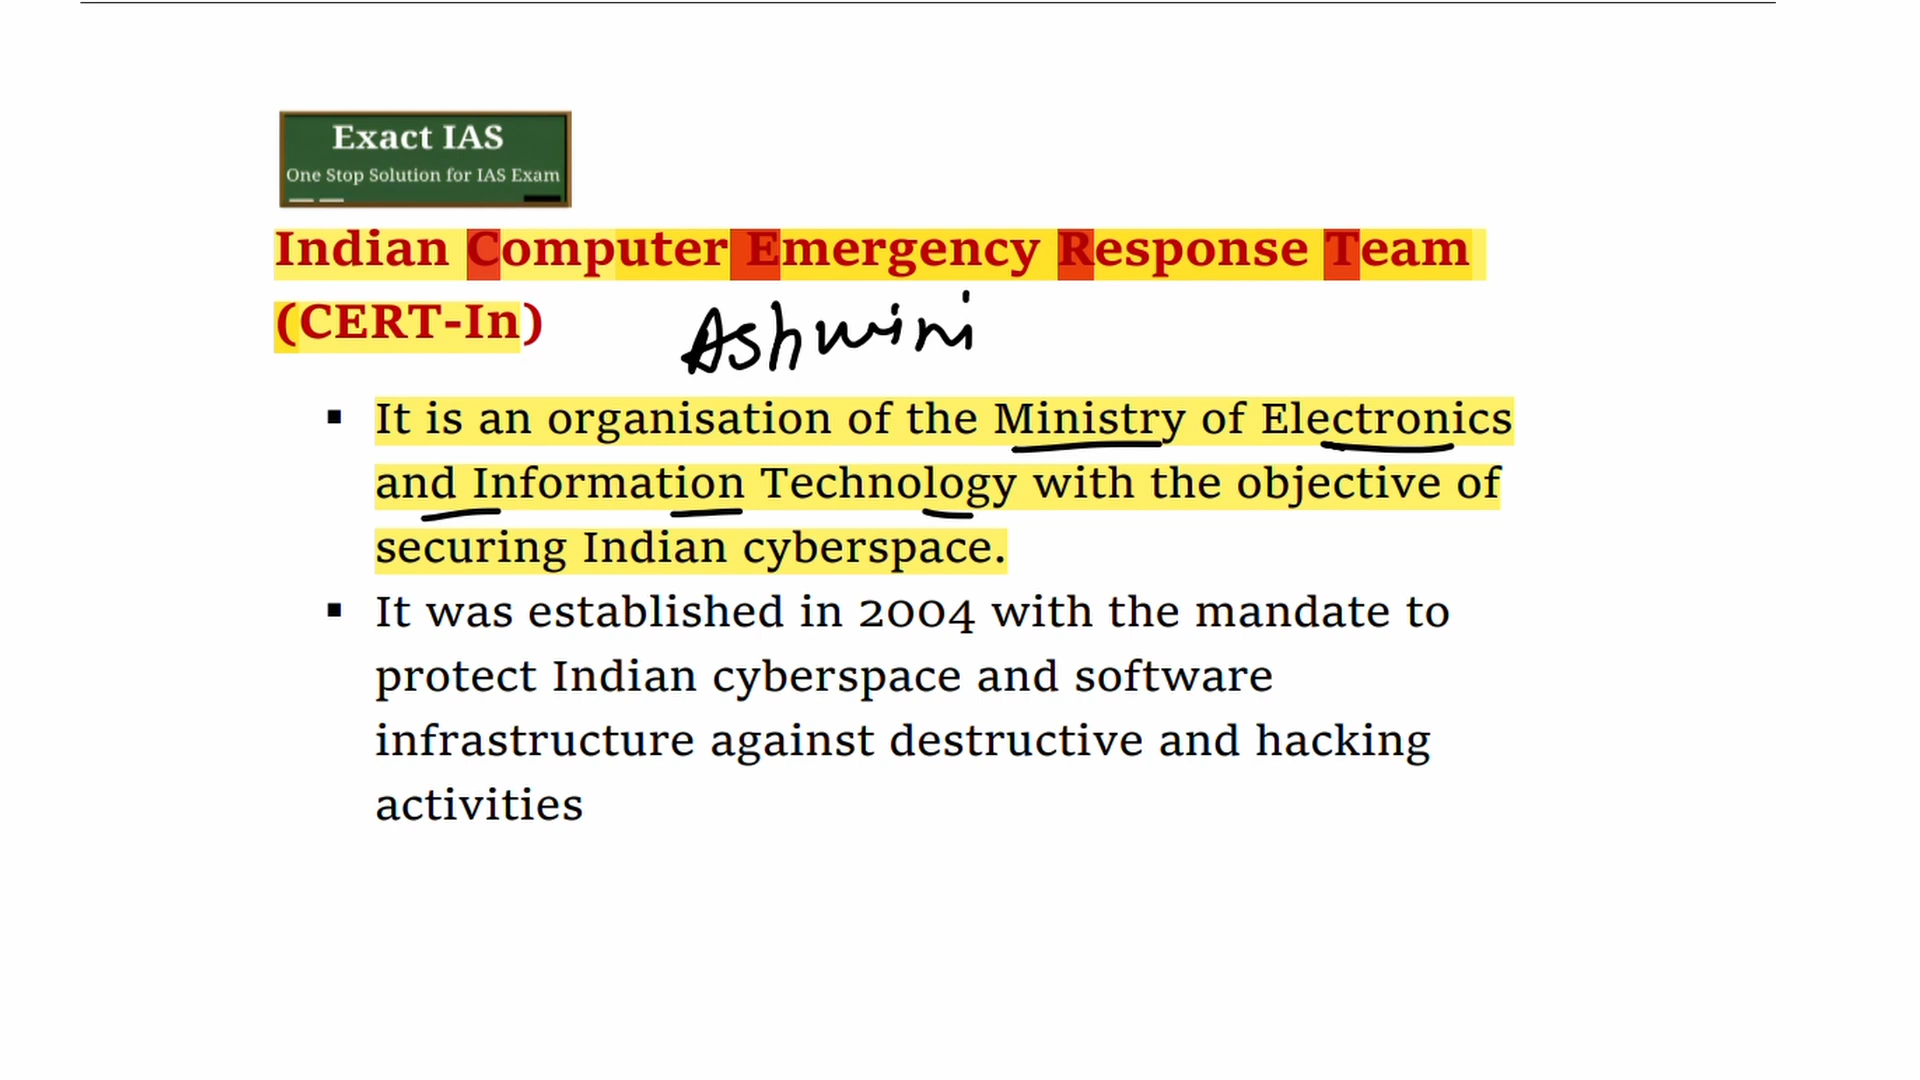 Exact IAS
One Stop Solution for IAS Exam
Indian Computer Emergency Response Team
(CERT-In)
Ashwini
▪ It is an organisation of the Ministry of Electronics
and Information Technology with the objective of
securing Indian cyberspace.
▪ It was established in 2004 with the mandate to
protect Indian cyberspace and software
infrastructure against destructive and hacking
activities